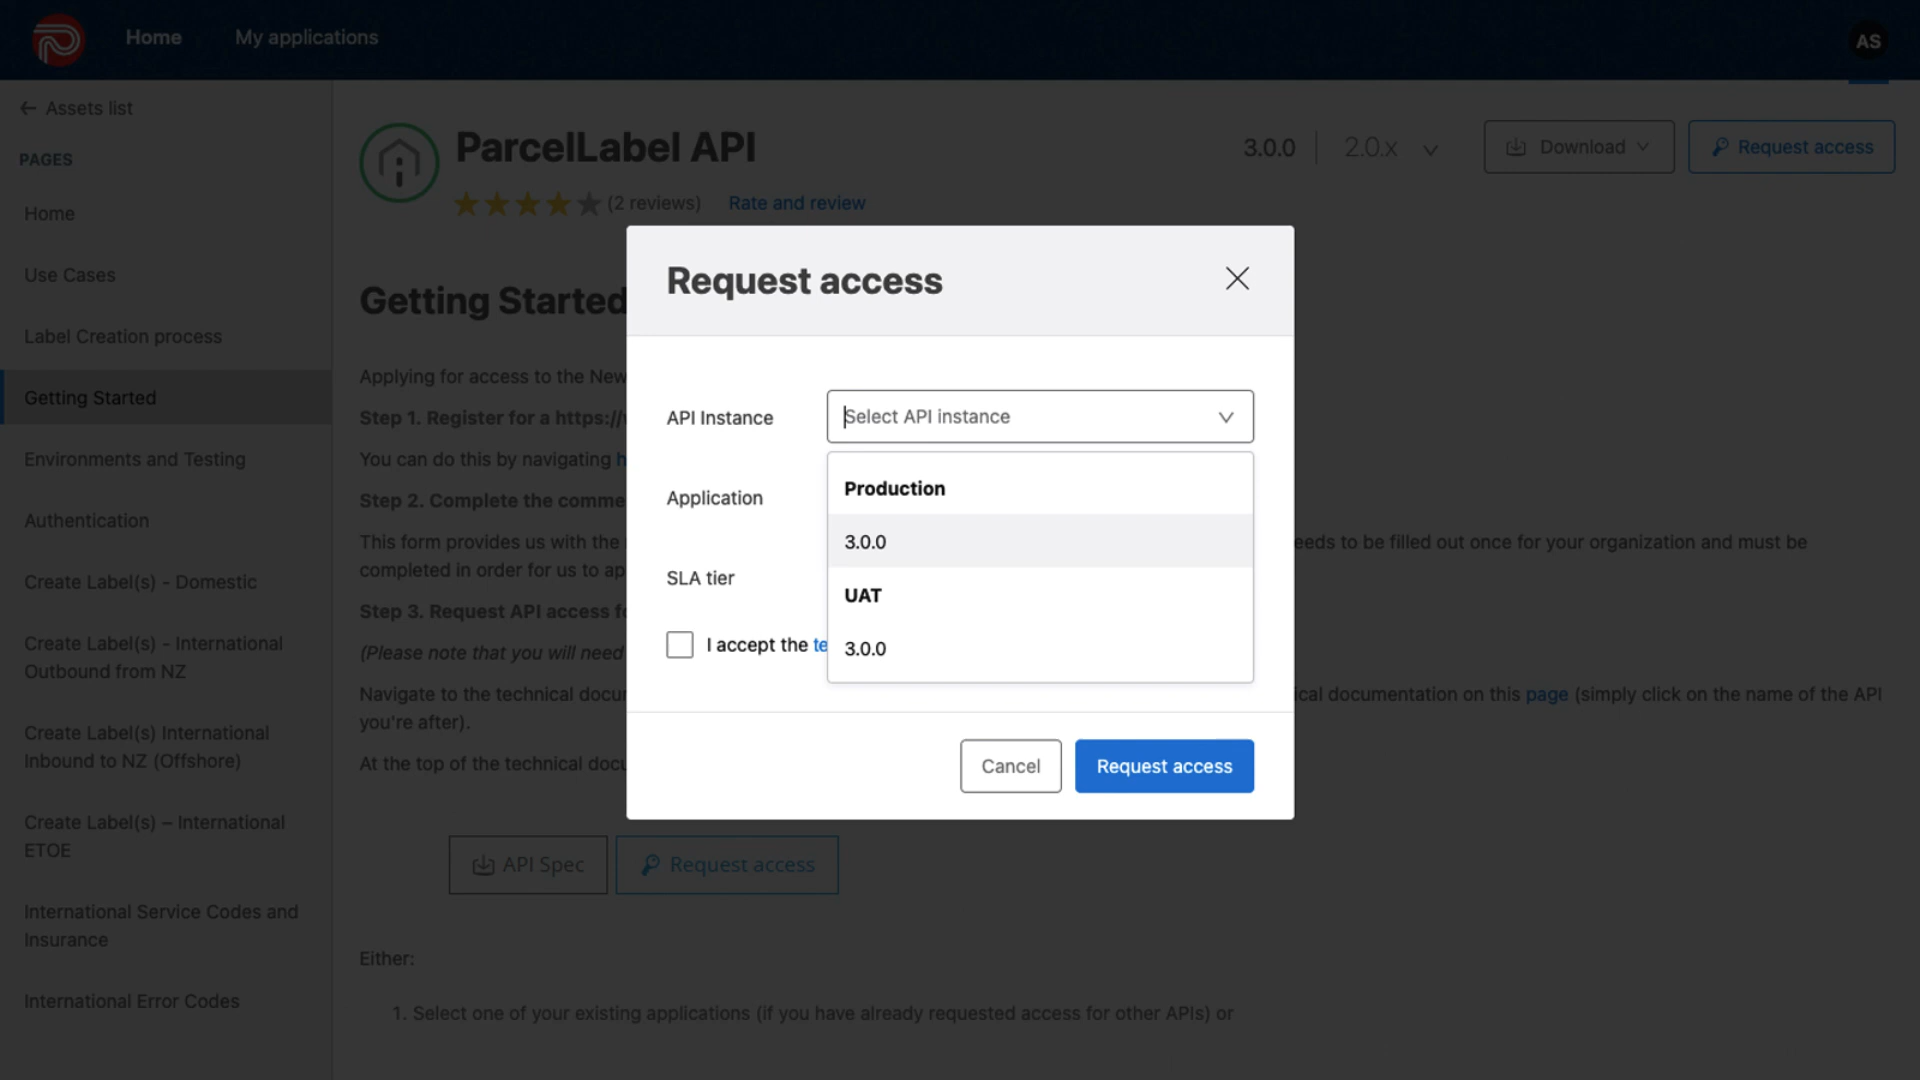 Home
My applications
AS
Assets list
PAGES
Home
Use Cases
Label Creation process
Getting Started
Environments and Testing
Authentication
Create Label(s) - Domestic
Create Label(s) - International
Outbound from NZ
Create Label(s) International
Inbound to NZ (Offshore)
Create Label(s) – International
ETOE
International Service Codes and
Insurance
International Error Codes
ParcelLabel API
(2 reviews)
Rate and review
3.0.0
2.0.x
Download
Request access
Getting Started
Applying for access to the New
Step 1. Register for a https://
You can do this by navigating
Step 2. Complete the comme
This form provides us with the eeds to be filled out once for your organization and must be
completed in order for us to ap
Step 3. Request API access fo
(Please note that you will need
Navigate to the technical docu ical documentation on this page (simply click on the name of the API
you're after).
At the top of the technical docu
API Spec
Request access
Either:
1. Select one of your existing applications (if you have already requested access for other APIs) or
Request access
API Instance
Select API instance
Production
3.0.0
UAT
3.0.0
Application
SLA tier
I accept the te
Cancel
Request access